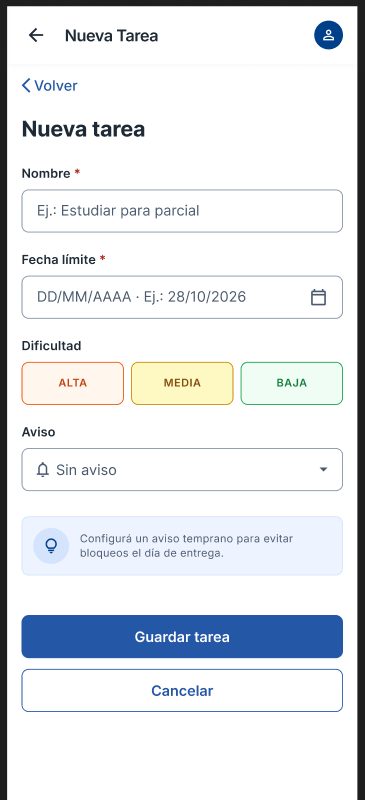 Nueva Tarea
Volver
Nueva tarea
Nombre *
Ej.: Estudiar para parcial
Fecha límite *
DD/MM/AAAA · Ej.: 28/10/2026
Dificultad
ALTA
MEDIA
BAJA
Aviso
Sin aviso
Configurá un aviso temprano para evitar
bloqueos el día de entrega.
Guardar tarea
Cancelar